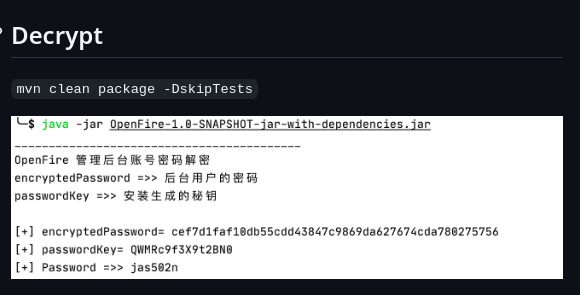 Decrypt
mvn clean package -DskipTests
╰─$ java -jar OpenFire-1.0-SNAPSHOT-jar-with-dependencies.jar
__________________________________________
OpenFire 管理后台账号密码解密
encryptedPassword =>> 后台用户的密码
passwordKey =>> 安装生成的秘钥
[+] encryptedPassword= cef7d1faf10db55cdd43847c9869da627674cda780275756
[+] passwordKey= QWMRc9f3X9t2BN0
[+] Password =>> jas502n